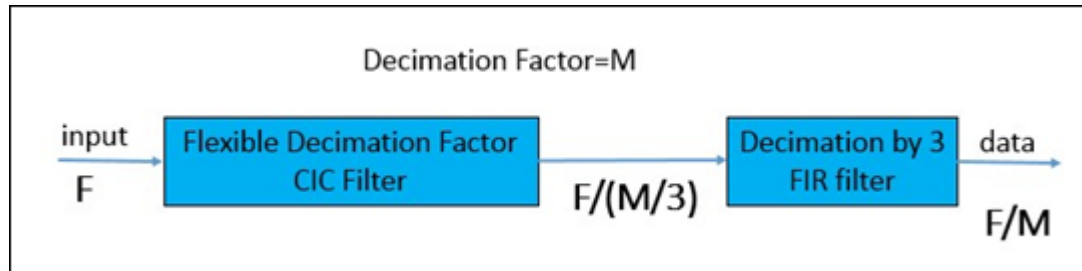 Decimation Factor=M
input
F
Flexible Decimation Factor
CIC Filter
F/(M/3)
Decimation by 3
FIR filter
data
F/M